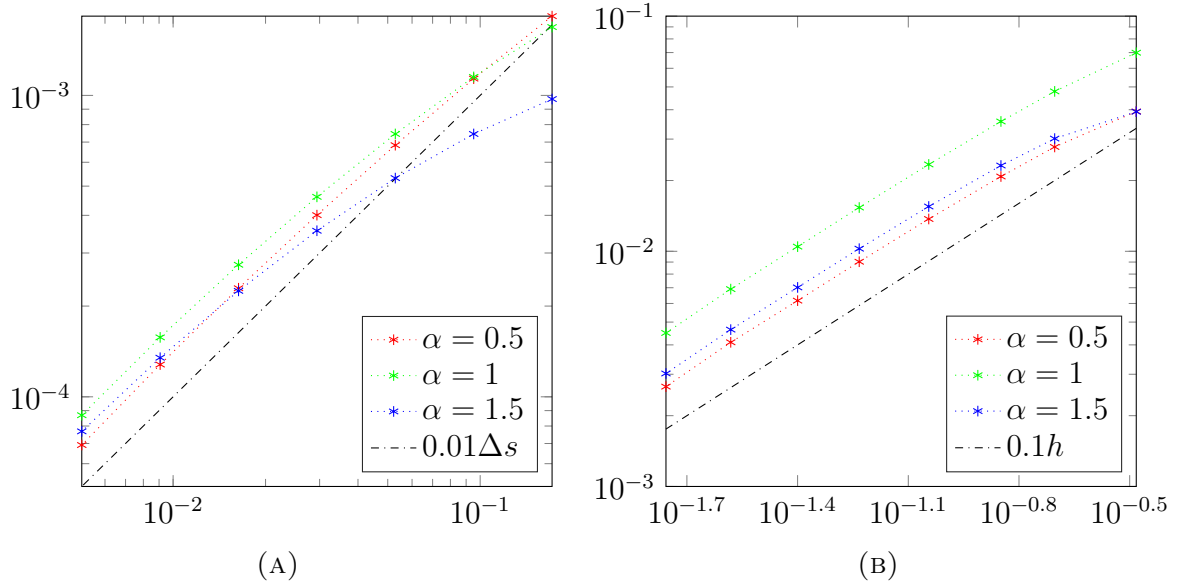 10⁻³
10⁻⁴
10⁻²
10⁻¹
α = 0.5
α = 1
α = 1.5
0.01Δs
(A)
10⁻¹
10⁻²
10⁻³
10⁻¹·⁷
10⁻¹·⁴
10⁻¹·¹
10⁻⁰·⁸
10⁻⁰·⁵
α = 0.5
α = 1
α = 1.5
0.1h
(B)